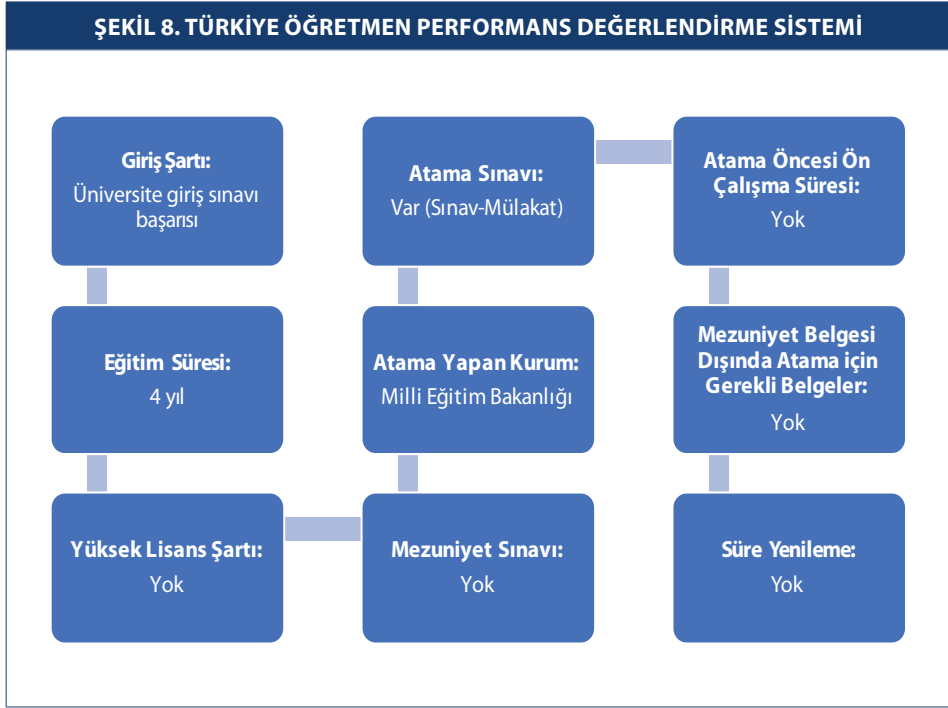 ŞEKİL 8. TÜRKİYE ÖĞRETMEN PERFORMANS DEĞERLENDİRME SİSTEMİ
Giriş Şartı:
Üniversite giriş sınavı
başarısı
Eğitim Süresi:
4 yıl
Yüksek Lisans Şartı:
Yok
Mezuniyet Sınavı:
Yok
Atama Yapan Kurum:
Milli Eğitim Bakanlığı
Atama Sınavı:
Var (Sınav-Mülakat)
Atama Öncesi Ön
Çalışma Süresi:
Yok
Mezuniyet Belgesi
Dışında Atama için
Gerekli Belgeler:
Yok
Süre Yenileme:
Yok